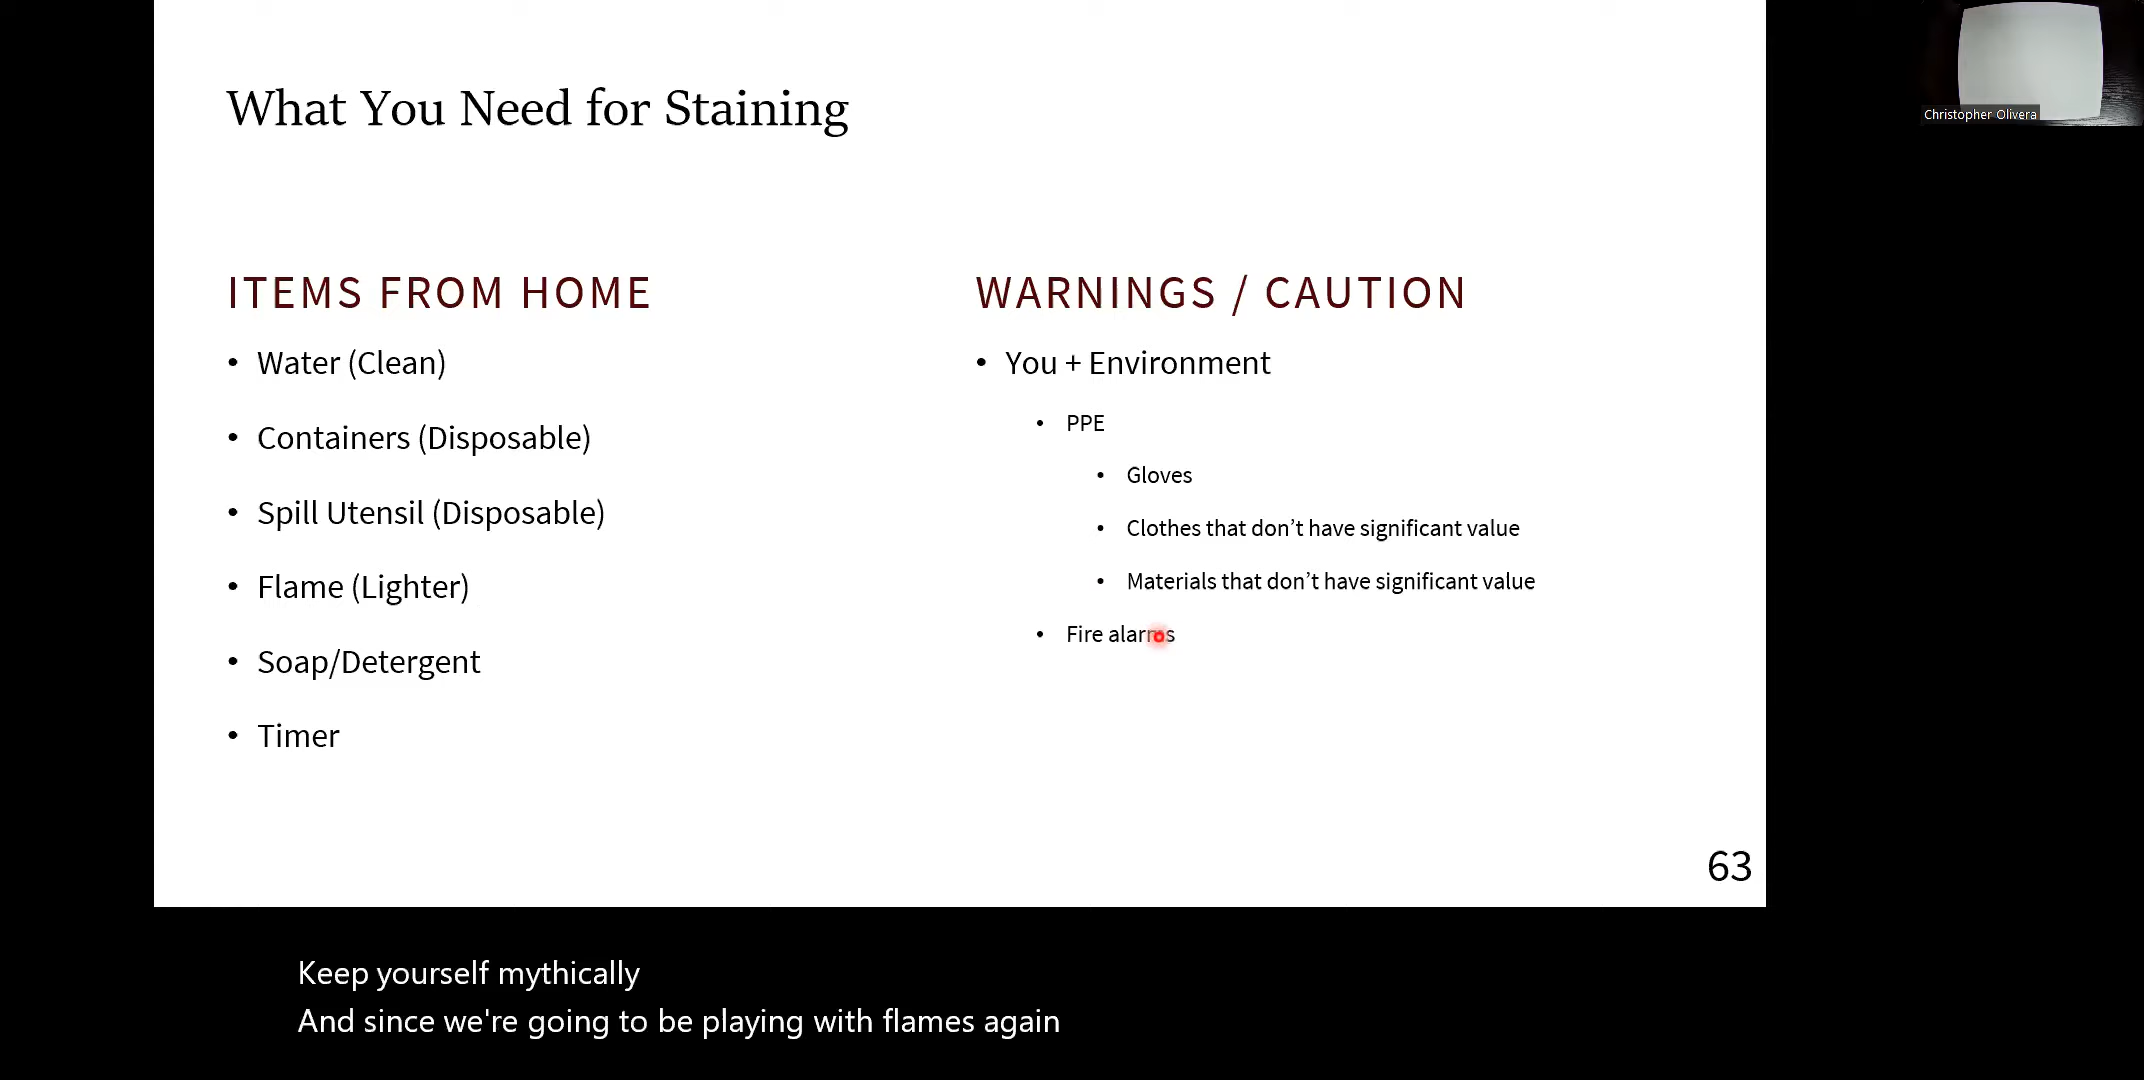 What You Need for Staining
ITEMS FROM HOME
• Water (Clean)
• Containers (Disposable)
• Spill Utensil (Disposable)
• Flame (Lighter)
• Soap/Detergent
• Timer
WARNINGS / CAUTION
• You + Environment
• PPE
• Gloves
• Clothes that don’t have significant value
• Materials that don’t have significant value
• Fire alarms
63
Christopher Olivera
Keep yourself mythically
And since we're going to be playing with flames again